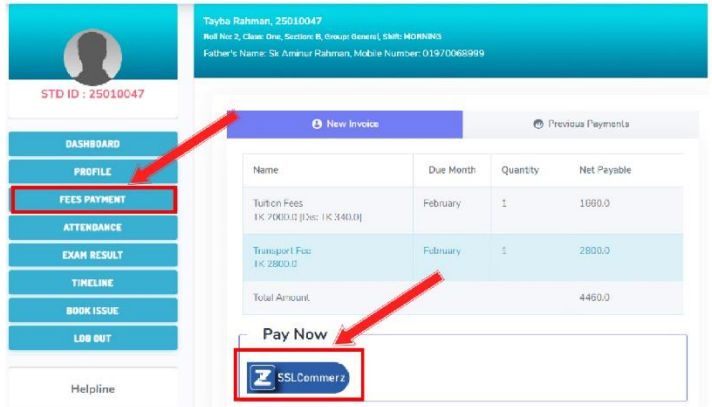 Tayba Rahman, 25010047
Roll No: 2, Class: One, Section: B, Group: General, Shift: MORNING
Father's Name: Sk Aminur Rahman, Mobile Number: 01970068999
STD ID : 25010047
DASHBOARD
PROFILE
FEES PAYMENT
ATTENDANCE
EXAM RESULT
TIMELINE
BOOK ISSUE
LOG OUT
Helpline
New Invoice
Previous Payments
Name Due Month Quantity Net Payable
Tution Fees February 1 1660.0
TK 2000.0 [Dis: TK 340.0]
Transport Fee February 1 2800.0
TK 2800.0
Total Amount 4460.0
Pay Now
SSLCommerz